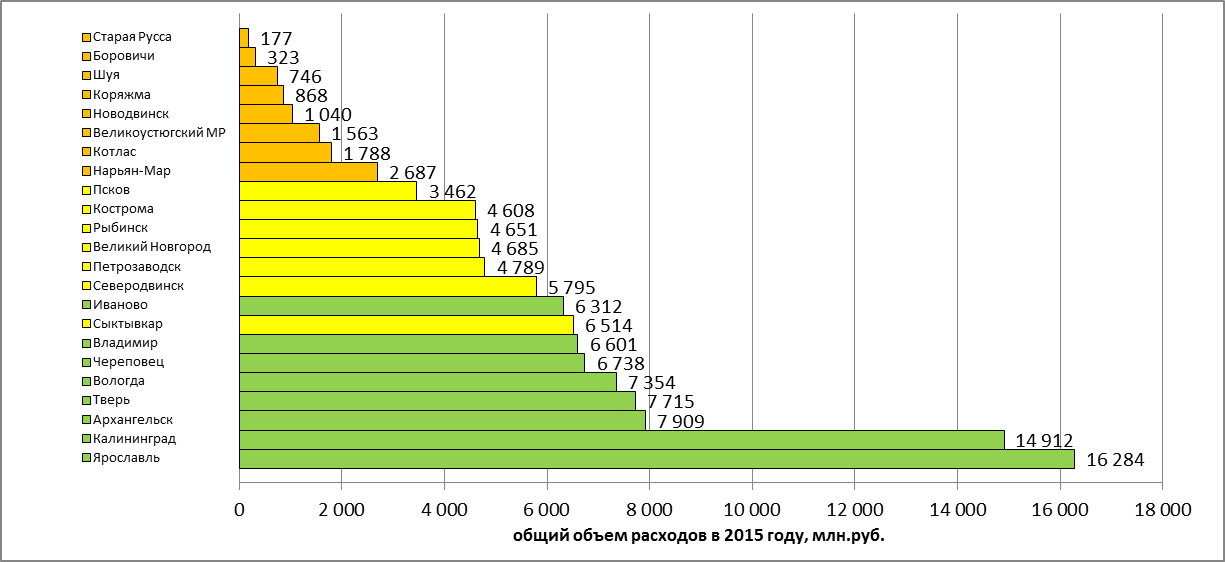 Старая Русса 177
Боровичи 323
Шуя 746
Коряжма 868
Новодвинск 1 040
Великоустюгский МР 1 563
Котлас 1 788
Нарьян-Мар 2 687
Псков 3 462
Кострома 4 608
Рыбинск 4 651
Великий Новгород 4 685
Петрозаводск 4 789
Северодвинск 5 795
Иваново 6 312
Сыктывкар 6 514
Владимир 6 601
Череповец 6 738
Вологда 7 354
Тверь 7 715
Архангельск 7 909
Калининград 14 912
Ярославль 16 284
0 2 000 4 000 6 000 8 000 10 000 12 000 14 000 16 000 18 000
общий объем расходов в 2015 году, млн.руб.